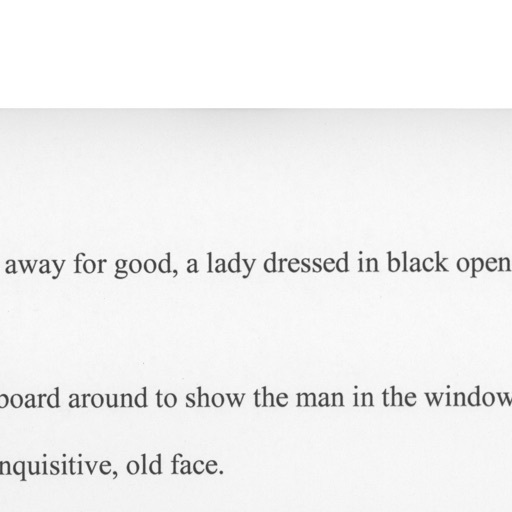 away for good, a lady dressed in black open
board around to show the man in the window
nquisitive, old face.